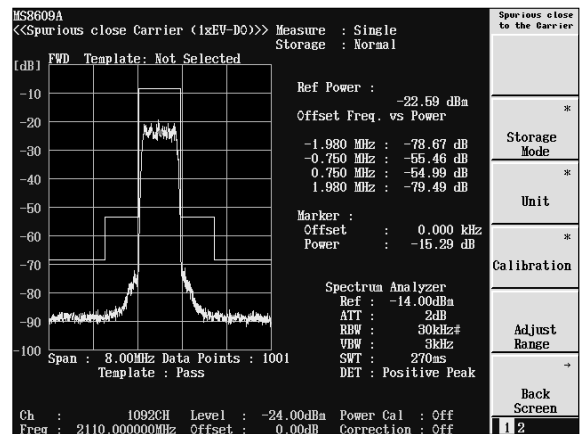 MS8609A
<<Spurious close Carrier (1xEV-DO)>> Measure : Single
Storage : Normal
[dB] FWD Template: Not Selected
-10
-20
-30
-40
-50
-60
-70
-80
-90
-100
Span : 8.00MHz Data Points : 1001
Template : Pass
Ref Power :
-22.59 dBm
Offset Freq. vs Power
-1.980 MHz : -78.67 dB
-0.750 MHz : -55.46 dB
0.750 MHz : -54.99 dB
1.980 MHz : -79.49 dB
Marker :
Offset : 0.000 kHz
Power : -15.29 dB
Spectrum Analyzer
Ref : -14.00dBm
ATT : 2dB
RBW : 30kHz#
VBW : 3kHz
SWT : 270ms
DET : Positive Peak
Ch : 1092CH Level : -24.00dBm Power Cal : Off
Freq : 2110.000000MHz Offset : 0.00dB Correction : Off
Spurious close
to the Carrier
*
Storage
Mode
*
Unit
*
Calibration
Adjust
Range
→
Back
Screen
1 2